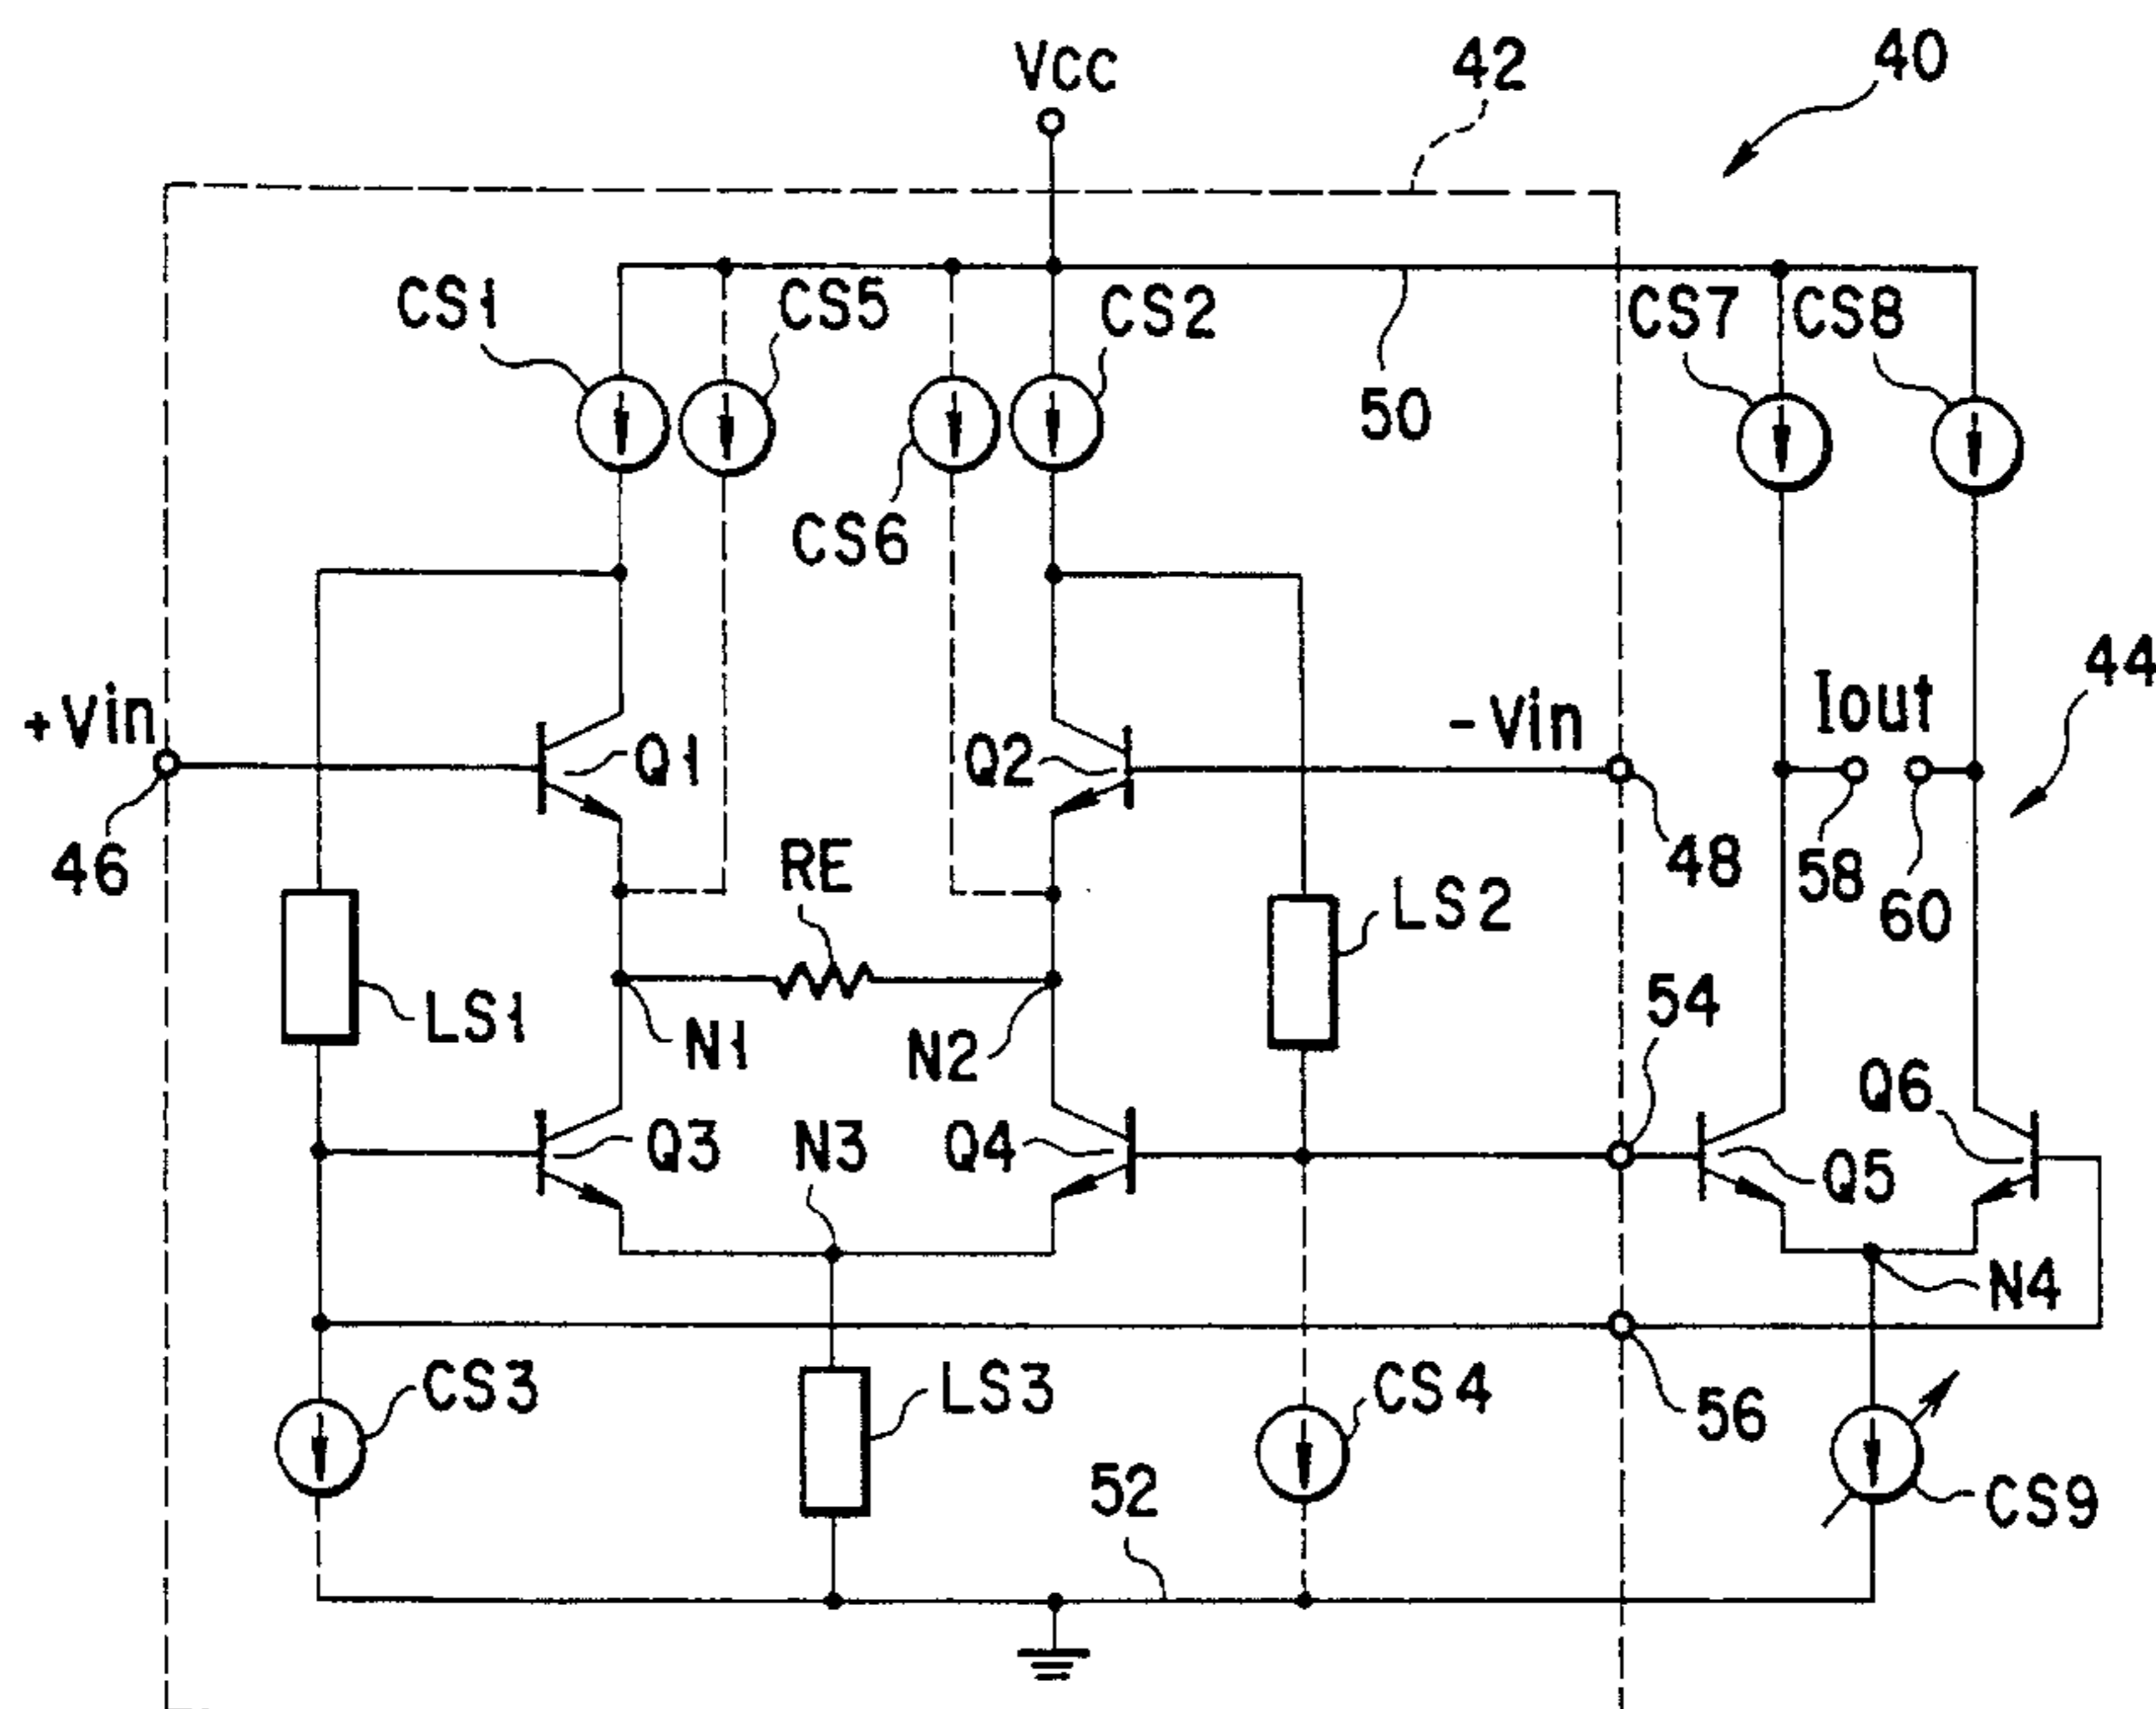 40
42
Vcc
CS1
CS5
CS2
CS7
CS8
50
CS6
44
+Vin
Q1
Q2
-Vin
Iout
46
RE
48
58
60
LS2
54
LS1
N1
N2
Q6
Q3
N3
Q4
Q5
N4
CS3
LS3
CS4
56
52
CS9